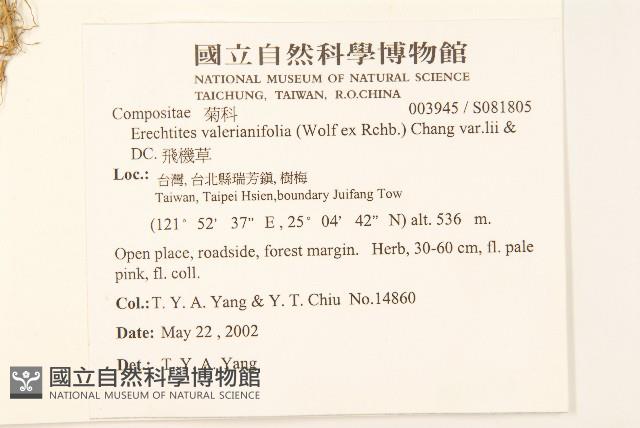 國立自然科學博物館
NATIONAL MUSEUM OF NATURAL SCIENCE
TAICHUNG, TAIWAN, R.O.CHINA
Compositae 菊科 003945 / S081805
Erechtites valerianifolia (Wolf ex Rchb.) Chang var.lii &
DC. 飛機草
Loc.: 台灣, 台北縣瑞芳鎮, 樹梅
Taiwan, Taipei Hsien,boundary Juifang Tow
(121° 52' 37" E , 25° 04' 42" N) alt. 536 m.
Open place, roadside, forest margin. Herb, 30-60 cm, fl. pale
pink, fl. coll.
Col.: T. Y. A. Yang & Y. T. Chiu No.14860
Date: May 22 , 2002
Det.: T. Y. A. Yang
國立自然科學博物館
NATIONAL MUSEUM OF NATURAL SCIENCE